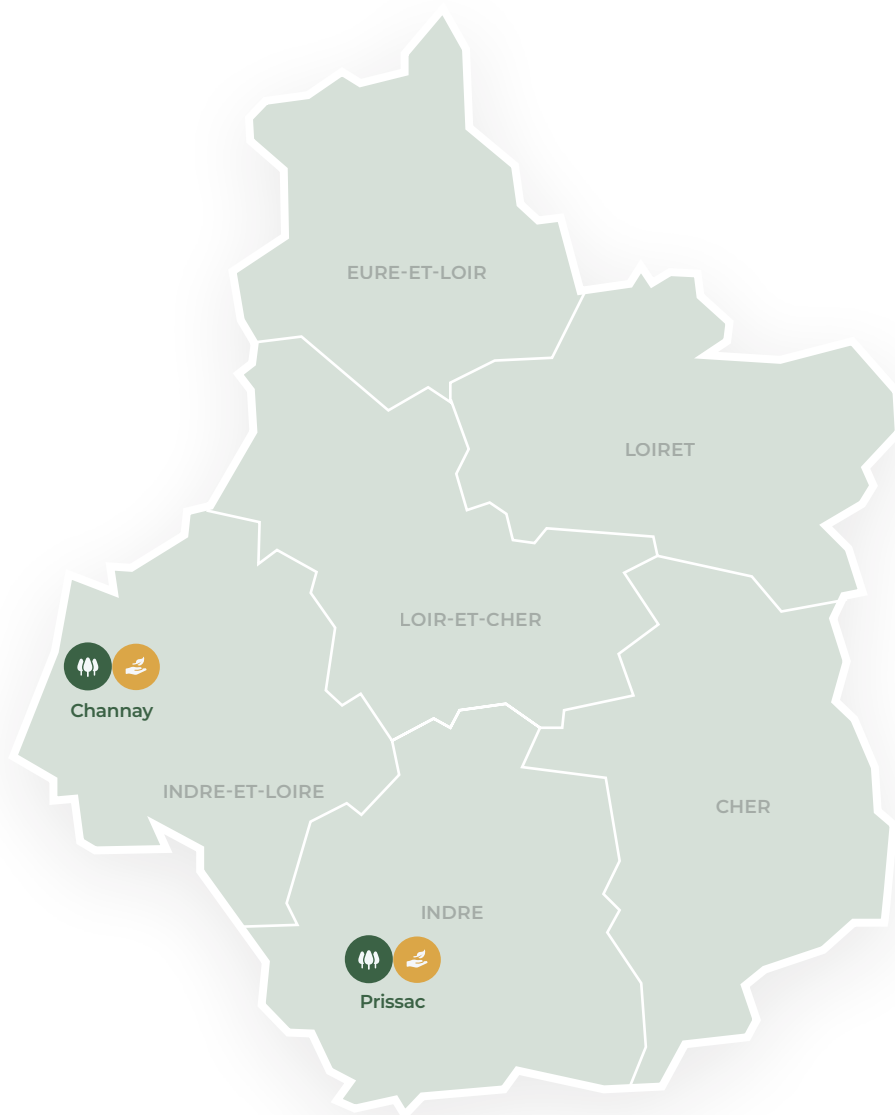 EURE-ET-LOIR
LOIRET
LOIR-ET-CHER
Channay
INDRE-ET-LOIRE
CHER
INDRE
Prissac